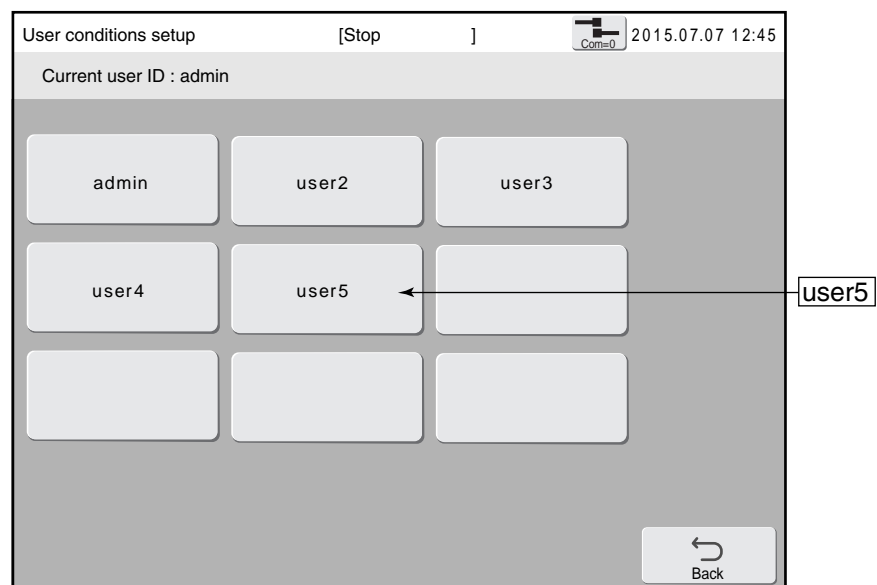 User conditions setup [Stop ] Com=0 2015.07.07 12:45
Current user ID : admin
admin user2 user3
user4 user5 user5
Back